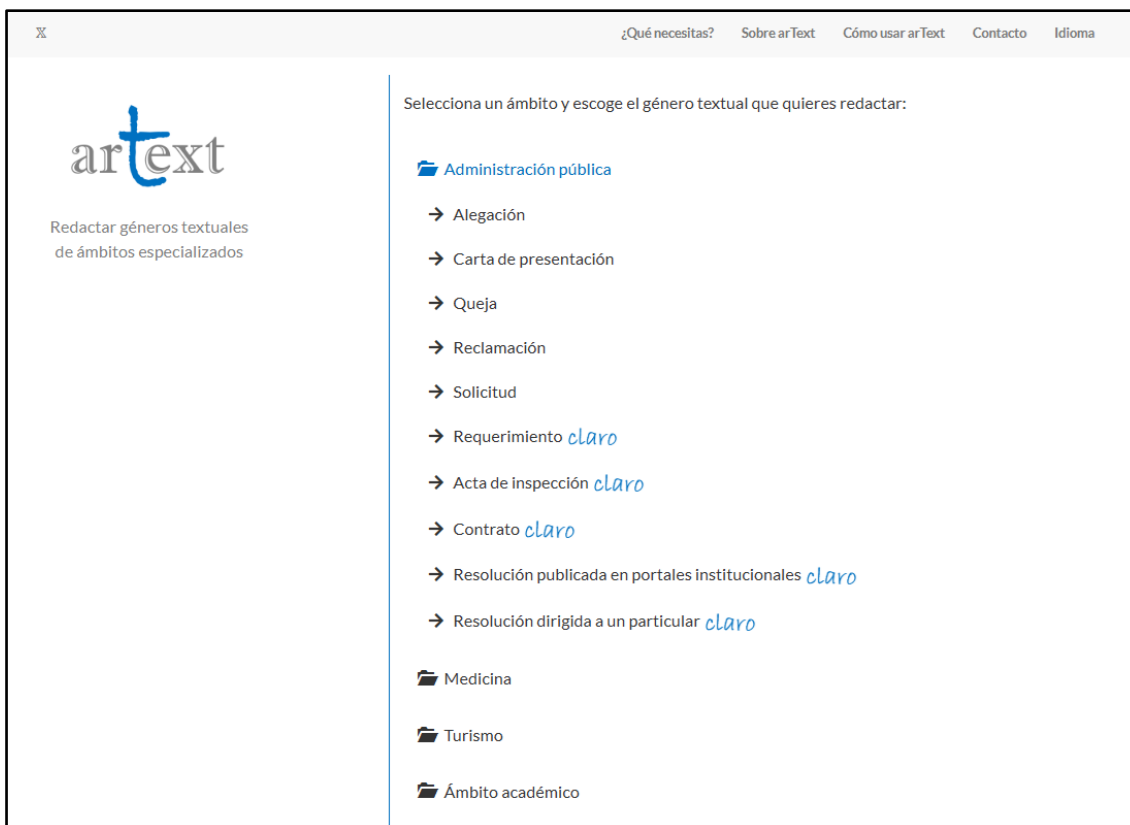 𝕏
¿Qué necesitas? Sobre arText Cómo usar arText Contacto Idioma
artext
Redactar géneros textuales
de ámbitos especializados
Selecciona un ámbito y escoge el género textual que quieres redactar:
Administración pública
→ Alegación
→ Carta de presentación
→ Queja
→ Reclamación
→ Solicitud
→ Requerimiento claro
→ Acta de inspección claro
→ Contrato claro
→ Resolución publicada en portales institucionales claro
→ Resolución dirigida a un particular claro
Medicina
Turismo
Ámbito académico